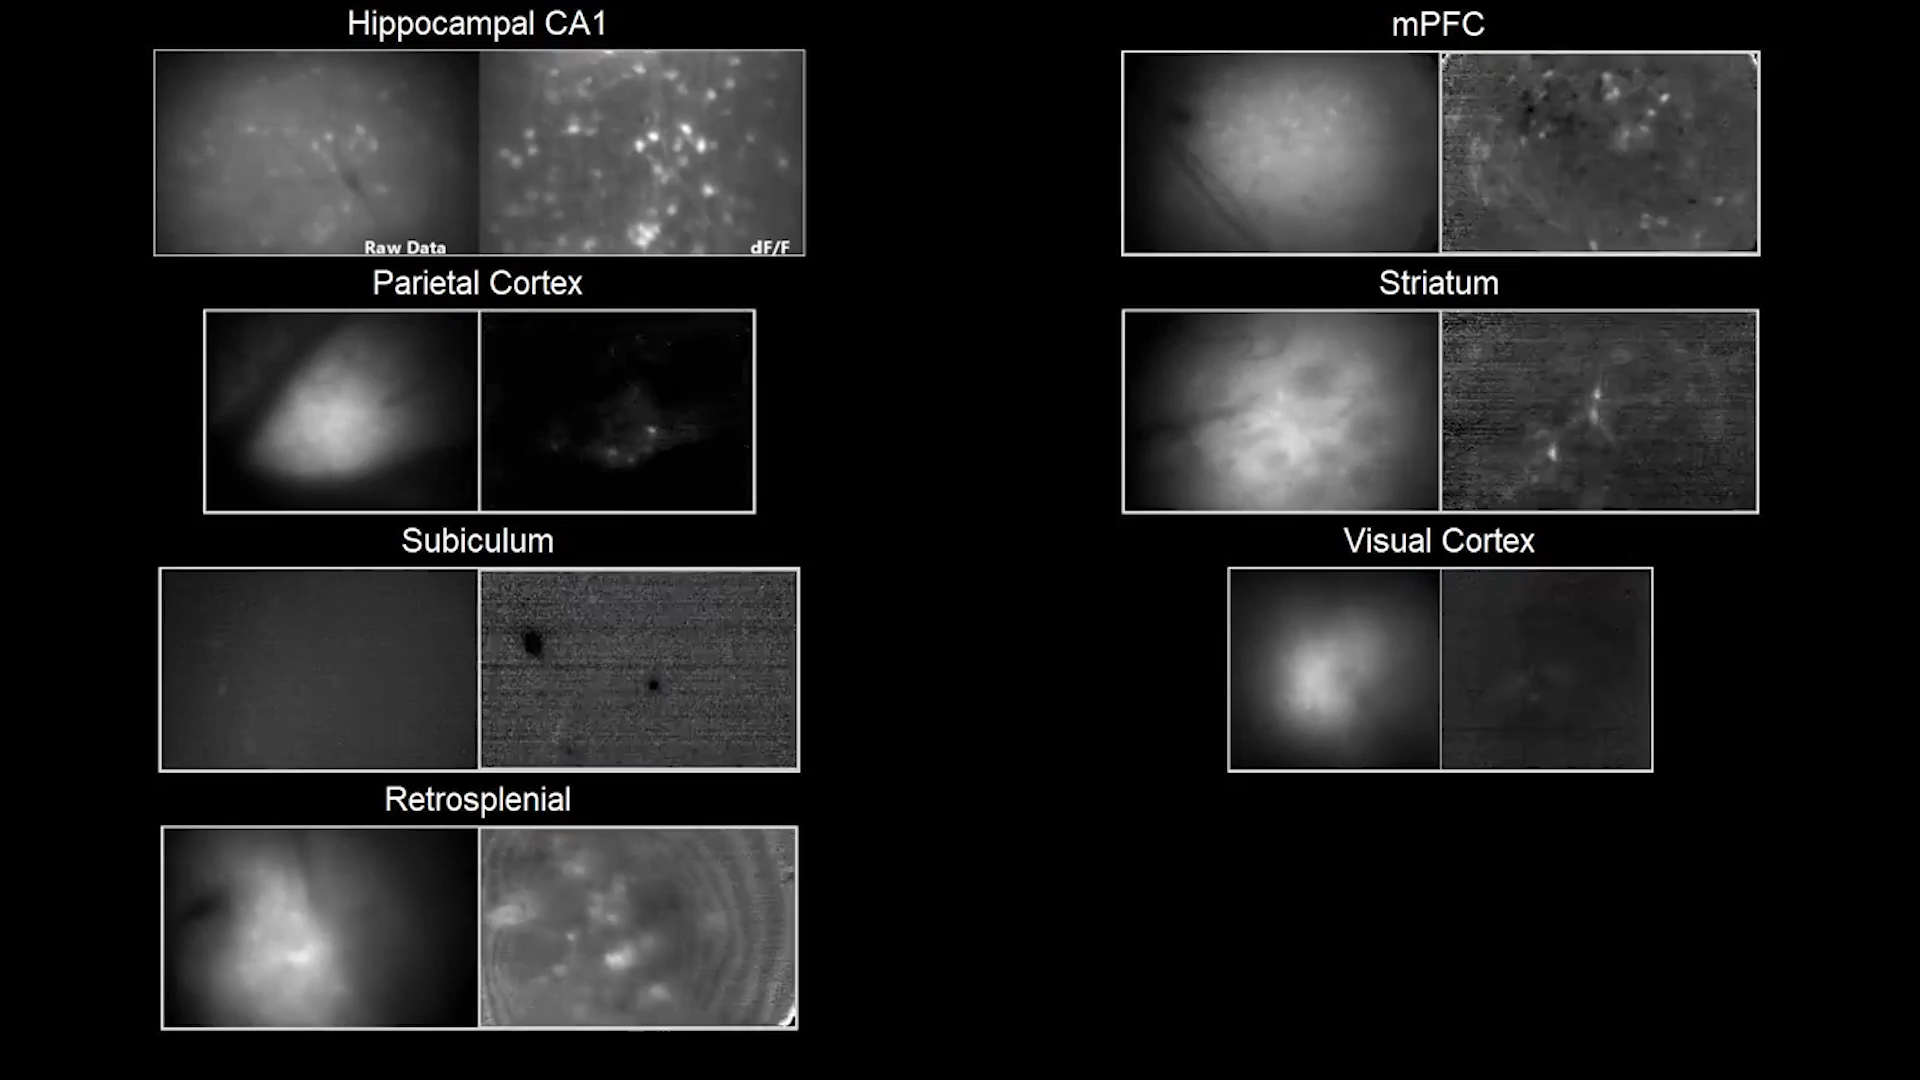 Hippocampal CA1
Raw Data
dF/F
mPFC
Parietal Cortex
Striatum
Subiculum
Visual Cortex
Retrosplenial